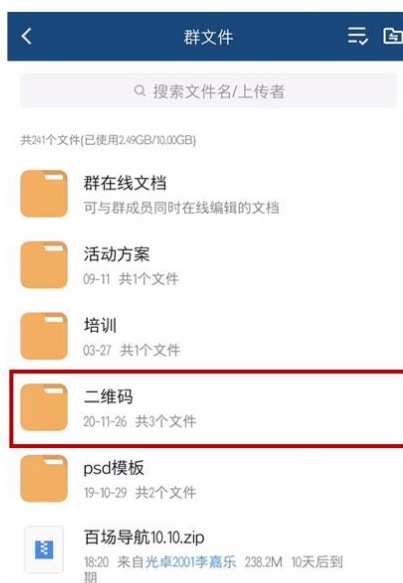 群文件
搜索文件名/上传者
共241个文件(已使用2.49GB/10.00GB)
群在线文档
可与群成员同时在线编辑的文档
活动方案
09-11 共1个文件
培训
03-27 共1个文件
二维码
20-11-26 共3个文件
psd模板
19-10-29 共2个文件
百场导航10.10.zip
18:20 来自光卓2001李嘉乐 238.2M 10天后到
期